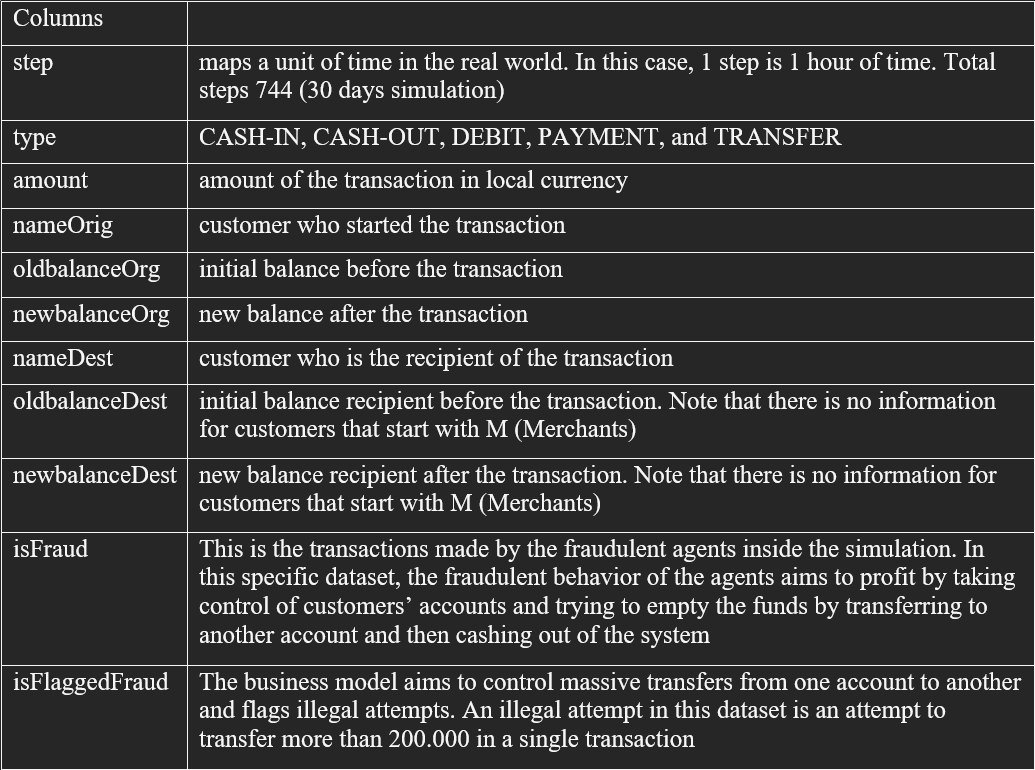 Columns
step
maps a unit of time in the real world. In this case, 1 step is 1 hour of time. Total
steps 744 (30 days simulation)
type
CASH-IN, CASH-OUT, DEBIT, PAYMENT, and TRANSFER
amount
amount of the transaction in local currency
nameOrig
customer who started the transaction
oldbalanceOrg
initial balance before the transaction
newbalanceOrg
new balance after the transaction
nameDest
customer who is the recipient of the transaction
oldbalanceDest
initial balance recipient before the transaction. Note that there is no information
for customers that start with M (Merchants)
newbalanceDest
new balance recipient after the transaction. Note that there is no information for
customers that start with M (Merchants)
isFraud
This is the transactions made by the fraudulent agents inside the simulation. In
this specific dataset, the fraudulent behavior of the agents aims to profit by taking
control of customers’ accounts and trying to empty the funds by transferring to
another account and then cashing out of the system
isFlaggedFraud
The business model aims to control massive transfers from one account to another
and flags illegal attempts. An illegal attempt in this dataset is an attempt to
transfer more than 200.000 in a single transaction